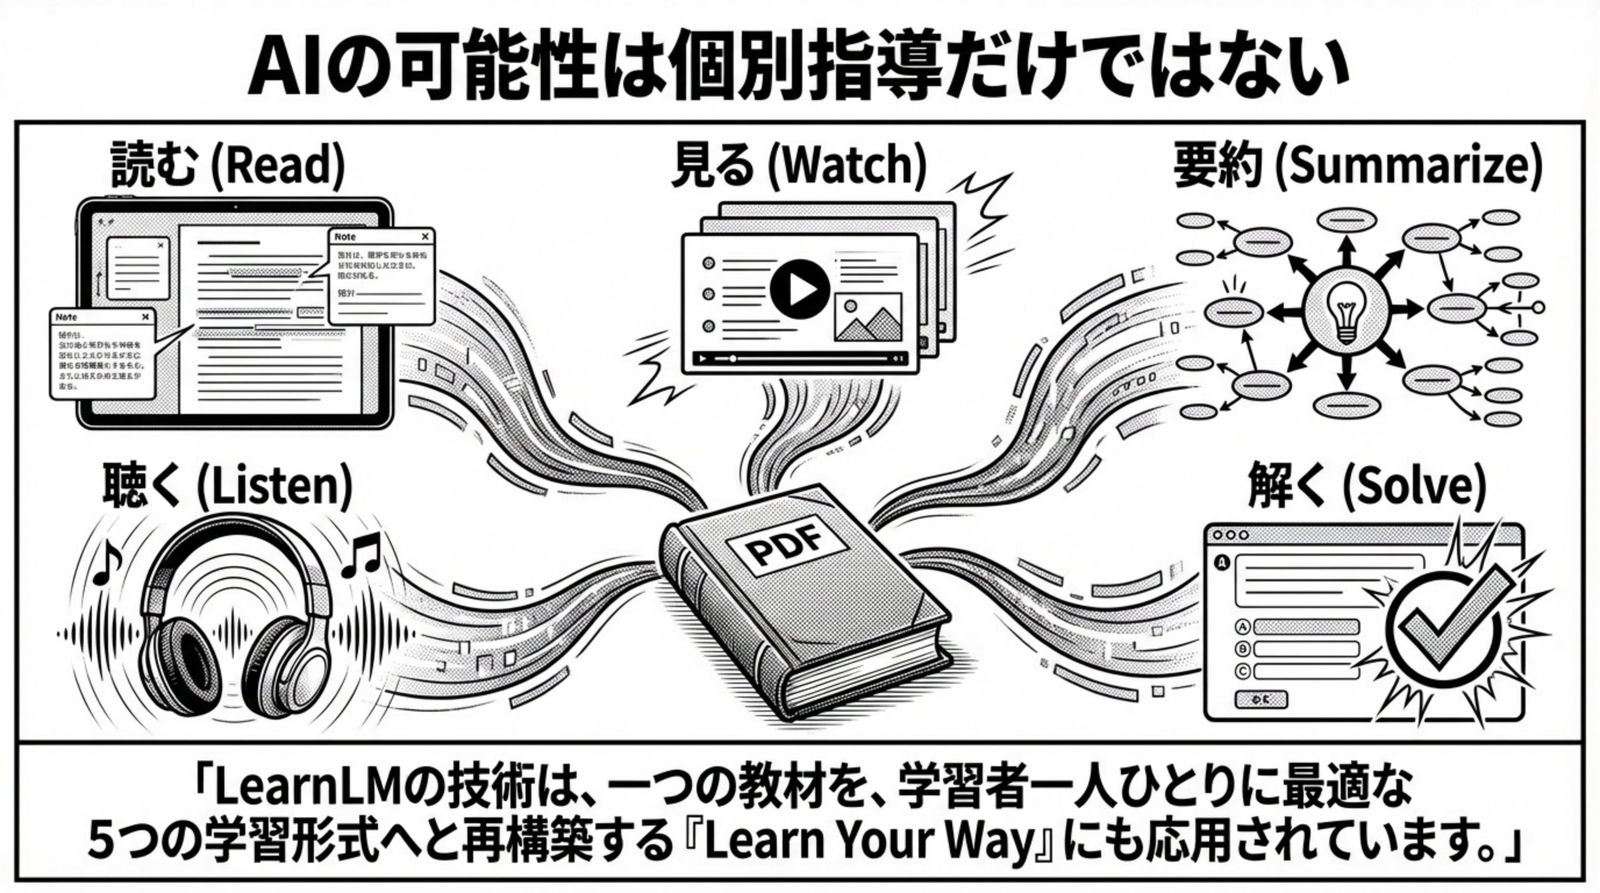 AIの可能性は個別指導だけではない
読む (Read)
Note
Note
見る (Watch)
要約 (Summarize)
聴く (Listen)
PDF
解く (Solve)
A
A
B
C
「LearnLMの技術は、一つの教材を、学習者一人ひとりに最適な
5つの学習形式へと再構築する『Learn Your Way』にも応用されています。」